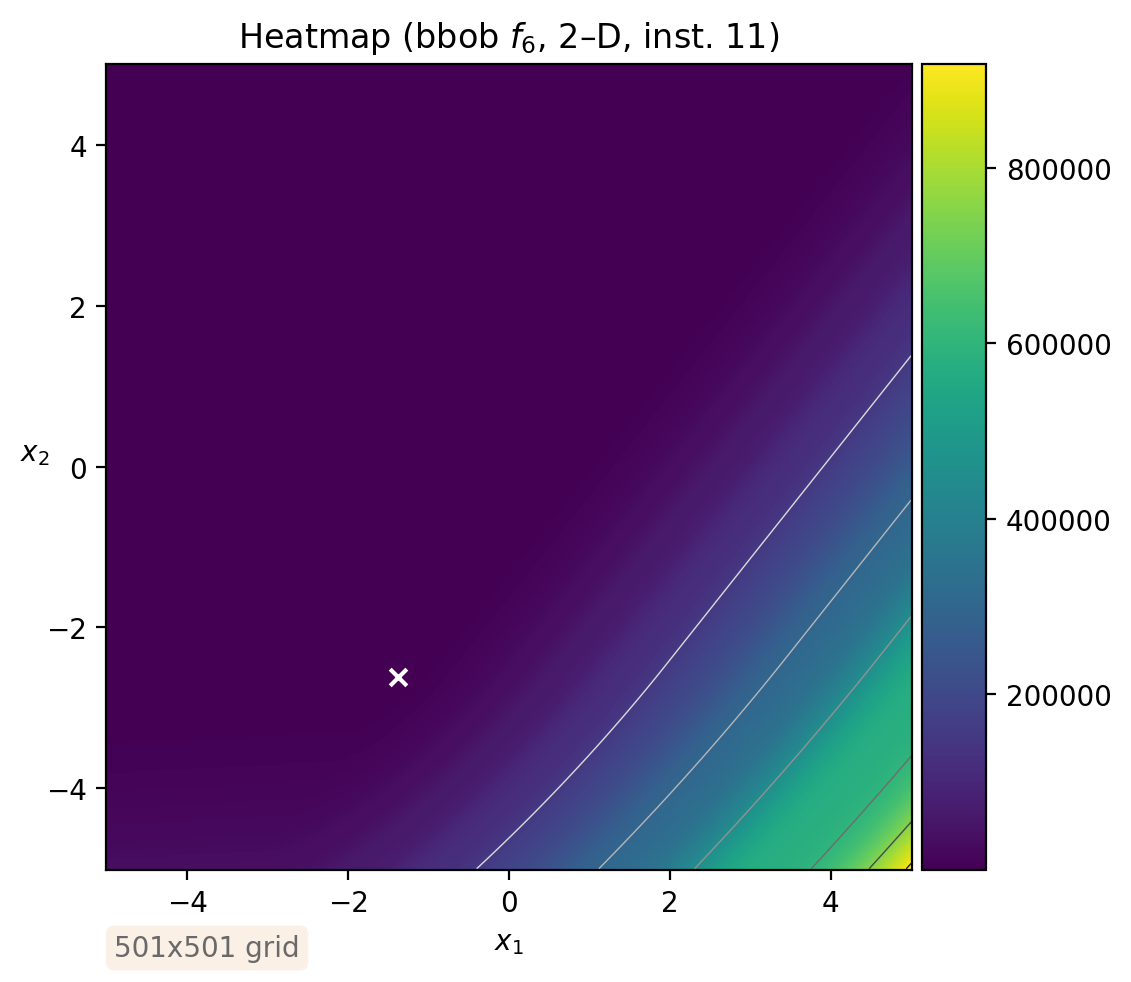 Heatmap (bbob f₆, 2–D, inst. 11)
4
2
0
−2
−4
x₂
−4 −2 0 2 4
x₁
800000
600000
400000
200000
501x501 grid